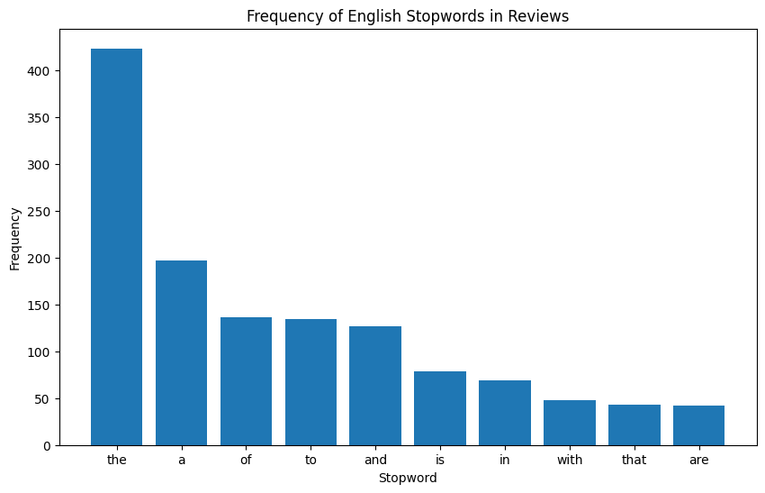 Frequency of English Stopwords in Reviews
400
350
300
250
200
150
100
50
0
Frequency
the a of to and is in with that are
Stopword